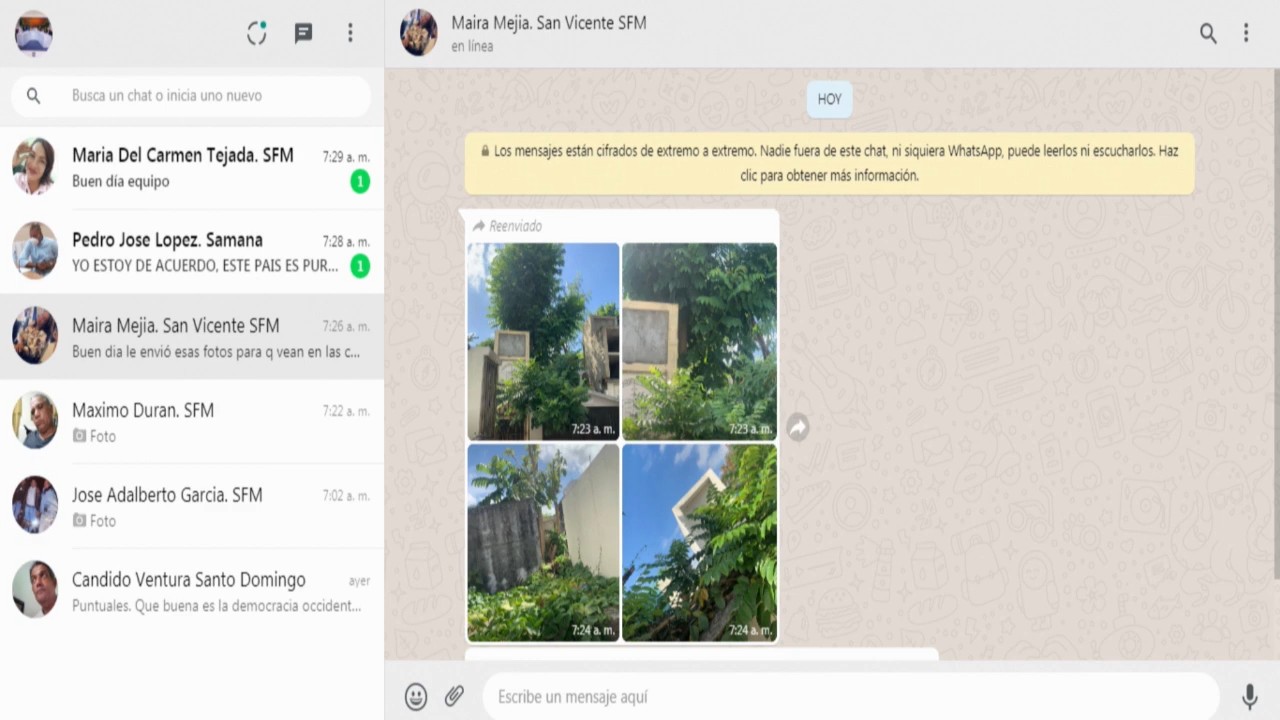 Busca un chat o inicia uno nuevo
Maria Del Carmen Tejada. SFM
7:29 a. m.
Buen día equipo
1
Pedro Jose Lopez. Samana
7:28 a. m.
YO ESTOY DE ACUERDO, ESTE PAIS ES PUR...
1
Maira Mejia. San Vicente SFM
7:26 a. m.
Buen dia le envió esas fotos para q vean en las c...
Maximo Duran. SFM
7:22 a. m.
Foto
Jose Adalberto Garcia. SFM
7:02 a. m.
Foto
Candido Ventura Santo Domingo
ayer
Puntuales. Que buena es la democracia occident...
Maira Mejia. San Vicente SFM
en línea
HOY
Los mensajes están cifrados de extremo a extremo. Nadie fuera de este chat, ni siquiera WhatsApp, puede leerlos ni escucharlos. Haz
clic para obtener más información.
Reenviado
7:23 a. m.
7:23 a. m.
7:24 a. m.
7:24 a. m.
Escribe un mensaje aquí